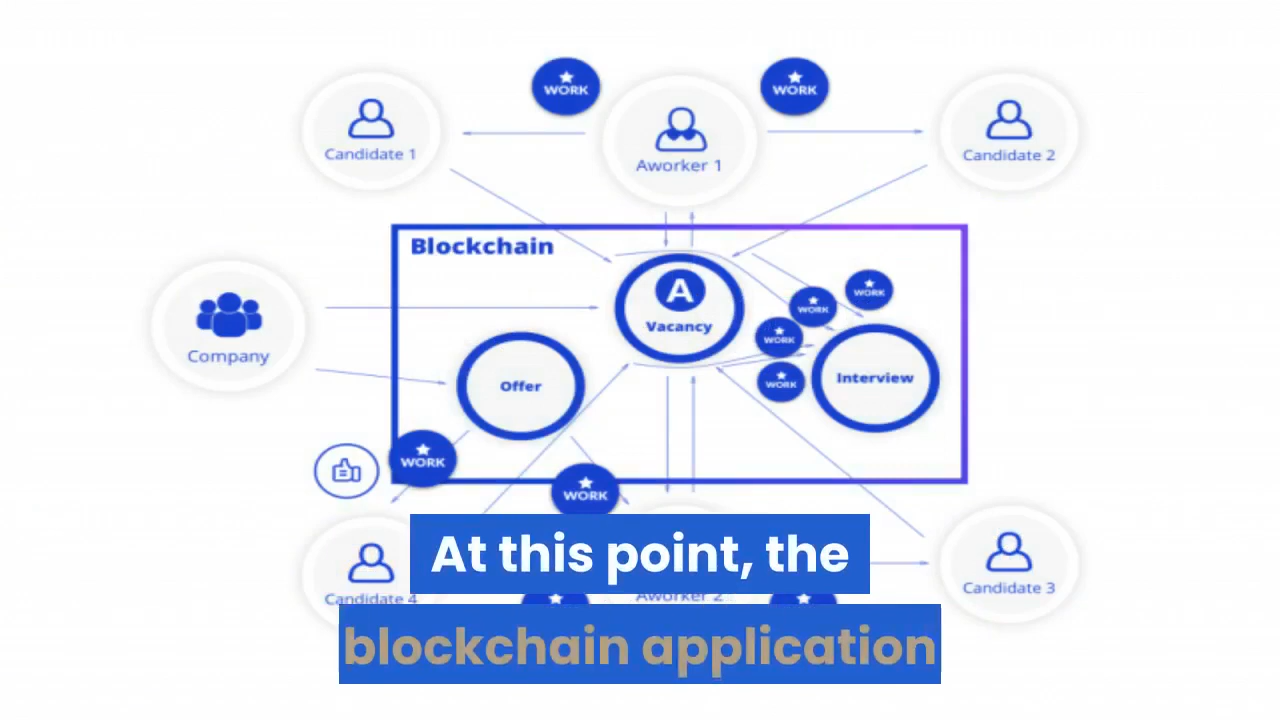 WORK
WORK
Candidate 1
Aworker 1
Candidate 2
Blockchain
A
Vacancy
WORK
WORK
WORK
WORK
Company
Offer
Interview
WORK
WORK
At this point, the
Candidate 4
Aworker 2
Candidate 3
blockchain application